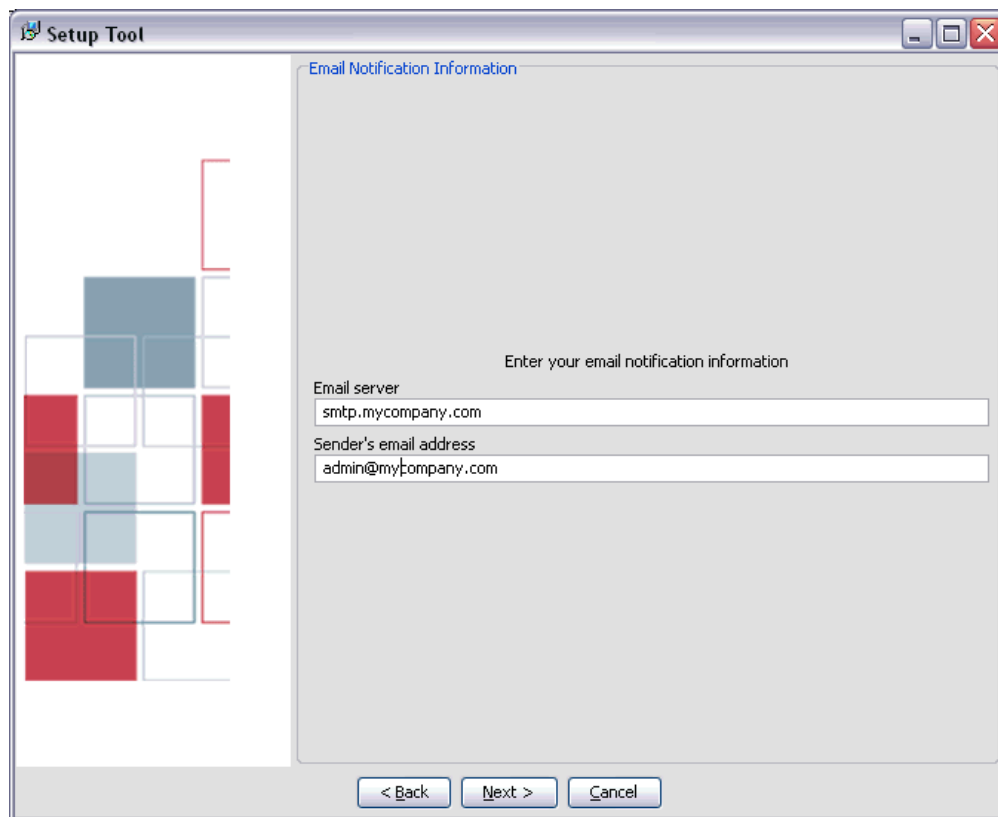 Setup Tool
Email Notification Information
Enter your email notification information
Email server
smtp.mycompany.com
Sender's email address
admin@mycompany.com
< Back Next > Cancel